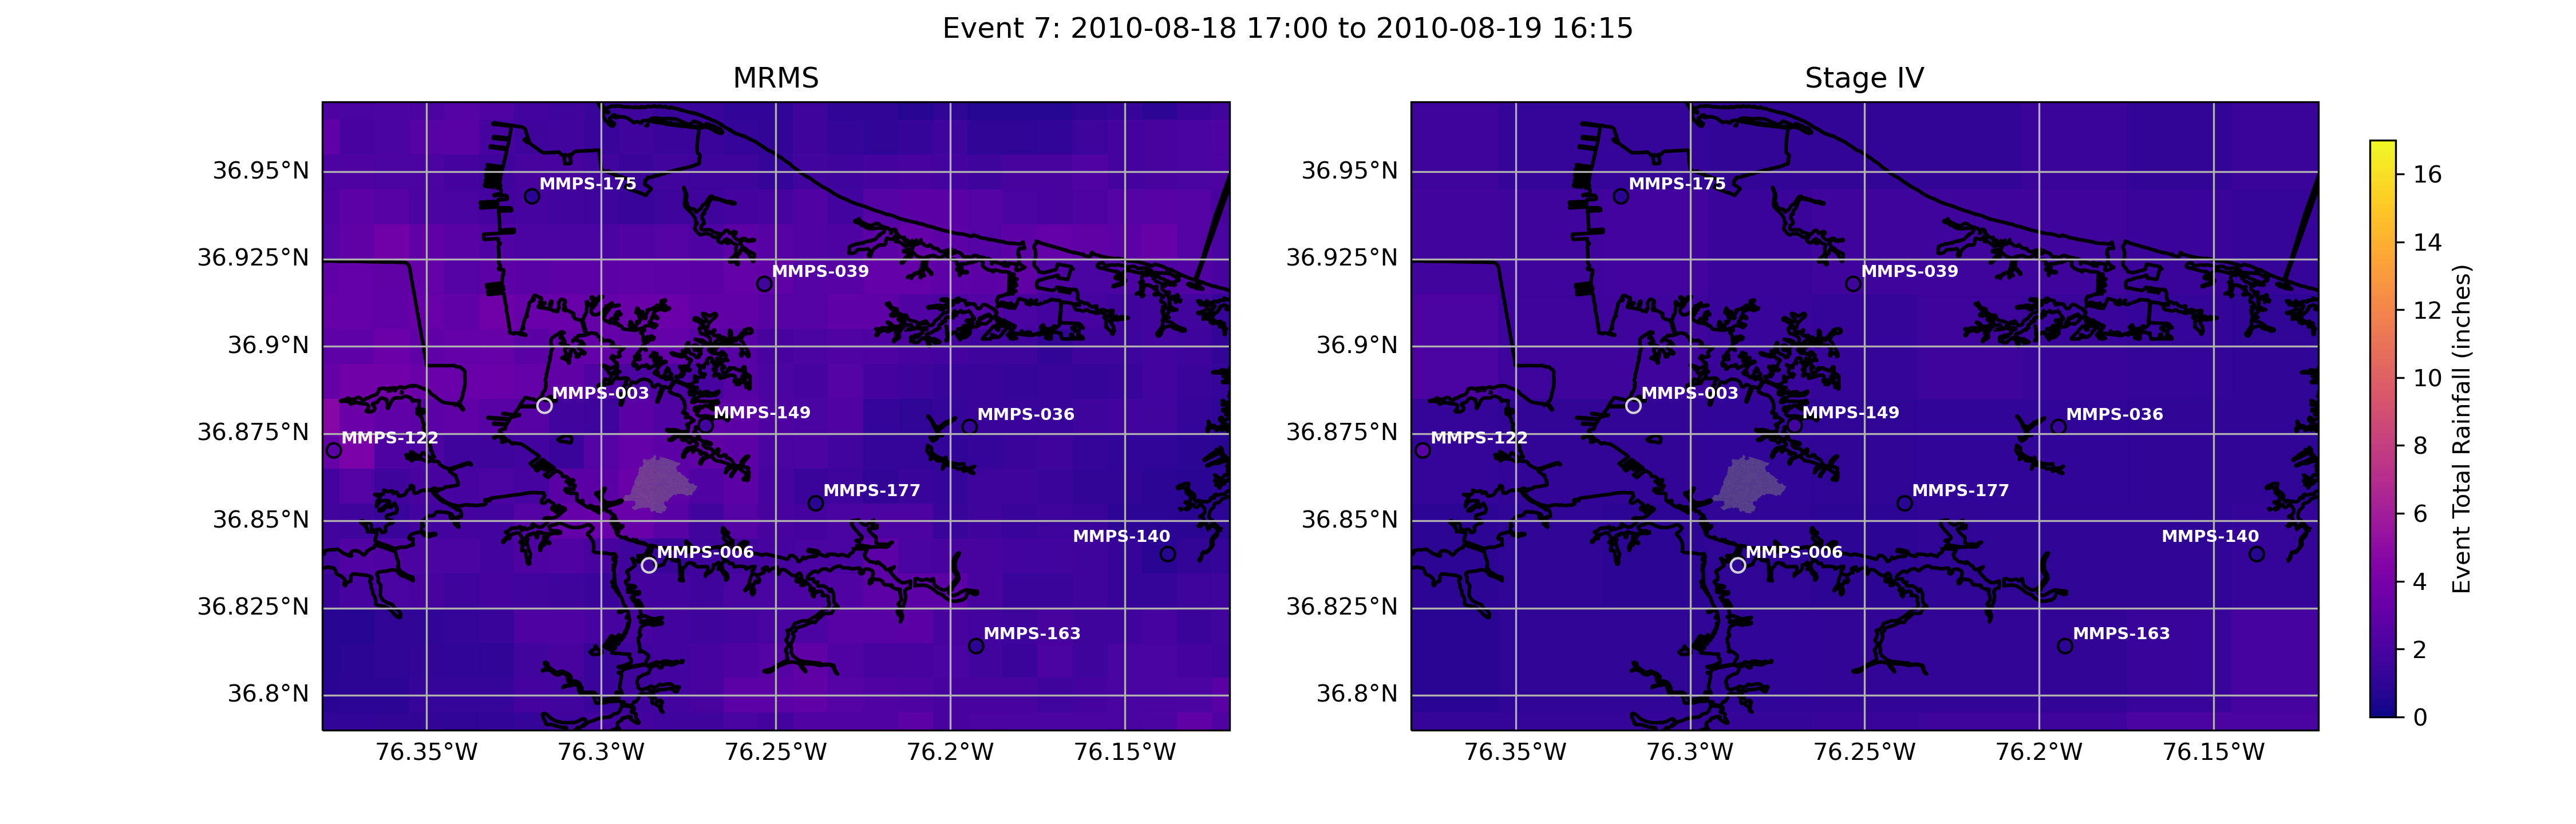 Event 7: 2010-08-18 17:00 to 2010-08-19 16:15
MRMS
36.95°N
36.925°N
36.9°N
36.875°N
36.85°N
36.825°N
36.8°N
MMPS-175
MMPS-039
MMPS-003
MMPS-149
MMPS-036
MMPS-122
MMPS-177
MMPS-140
MMPS-006
MMPS-163
76.35°W
76.3°W
76.25°W
76.2°W
76.15°W
Stage IV
36.95°N
36.925°N
36.9°N
36.875°N
36.85°N
36.825°N
36.8°N
MMPS-175
MMPS-039
MMPS-003
MMPS-149
MMPS-036
MMPS-122
MMPS-177
MMPS-140
MMPS-006
MMPS-163
76.35°W
76.3°W
76.25°W
76.2°W
76.15°W
16
14
12
10
8
6
4
2
0
Event Total Rainfall (inches)